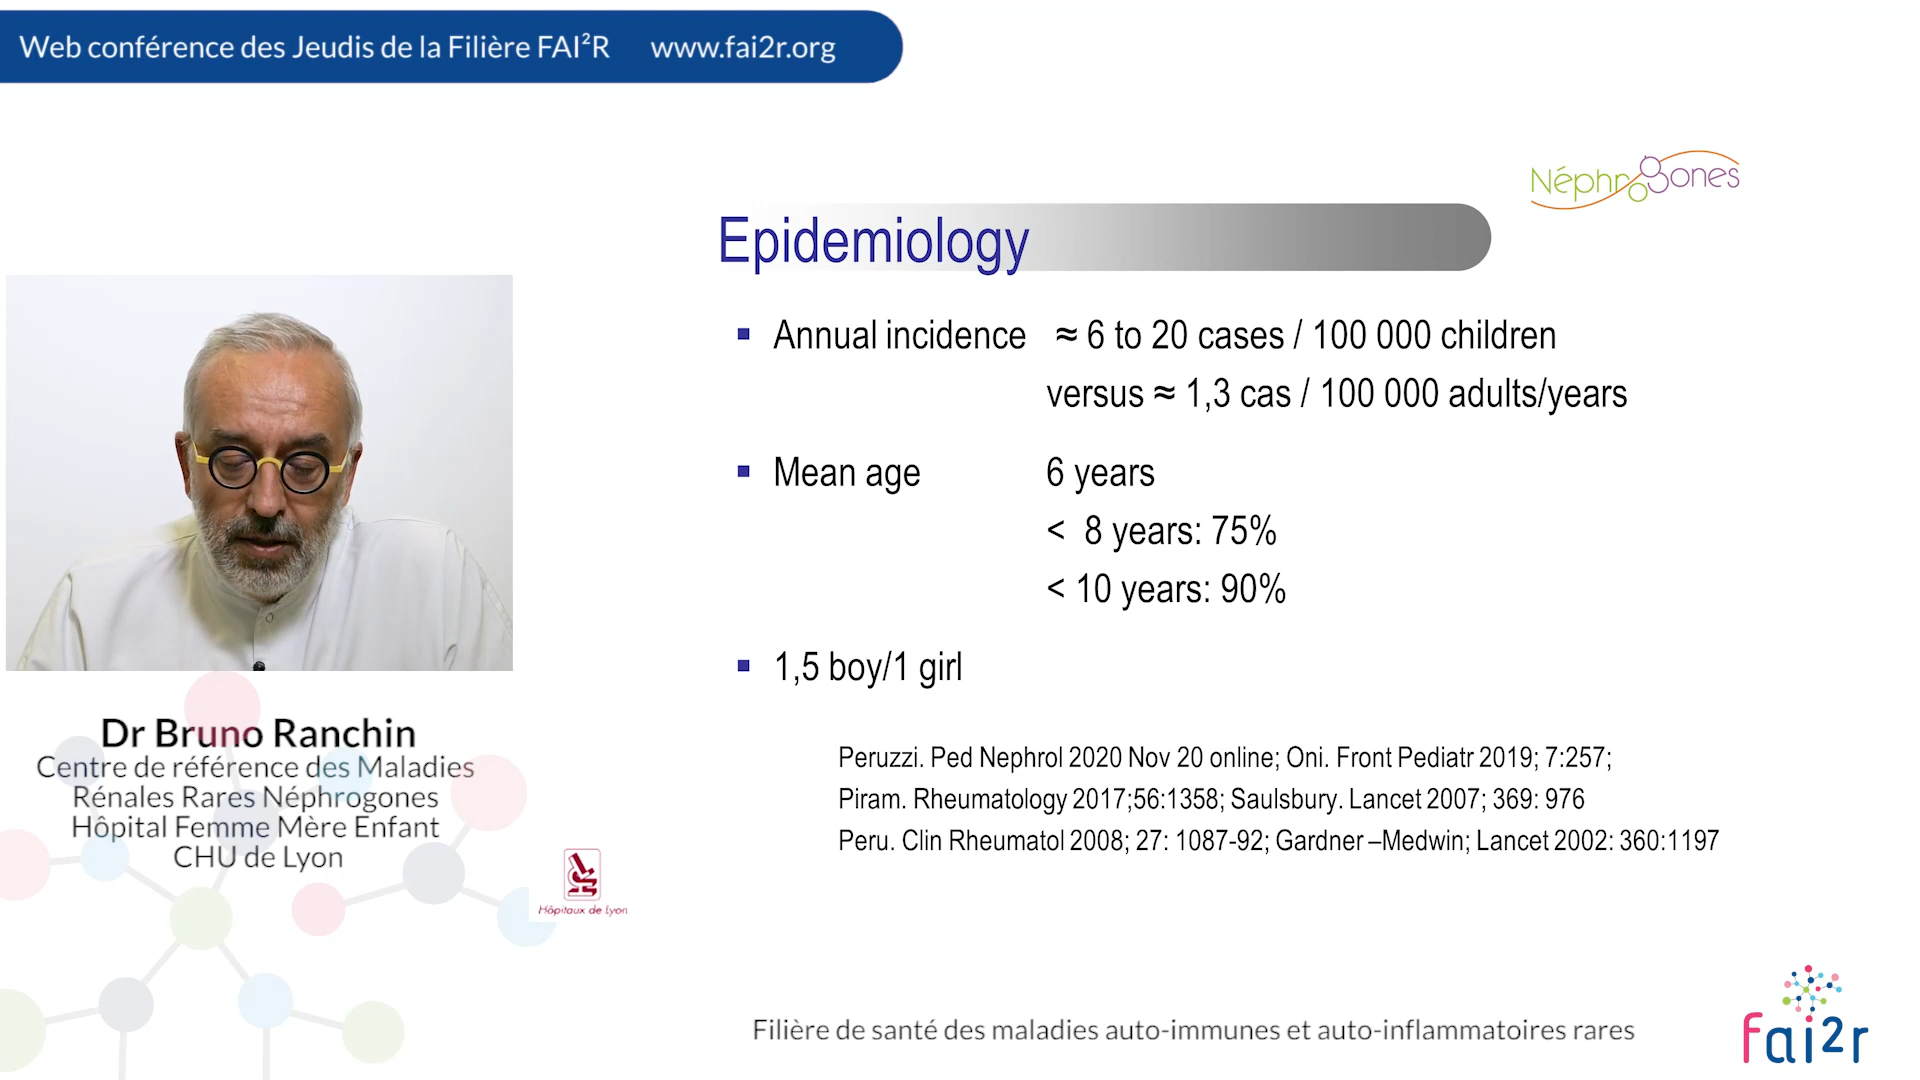 Web conférence des Jeudis de la Filière FAI²R www.fai2r.org
Néphrogones
Epidemiology
Annual incidence ≈ 6 to 20 cases / 100 000 children
versus ≈ 1,3 cas / 100 000 adults/years
Mean age 6 years
< 8 years: 75%
< 10 years: 90%
1,5 boy/1 girl
Peruzzi. Ped Nephrol 2020 Nov 20 online; Oni. Front Pediatr 2019; 7:257;
Piram. Rheumatology 2017;56:1358; Saulsbury. Lancet 2007; 369: 976
Peru. Clin Rheumatol 2008; 27: 1087-92; Gardner –Medwin; Lancet 2002: 360:1197
Dr Bruno Ranchin
Centre de référence des Maladies
Rénales Rares Néphrogones
Hôpital Femme Mère Enfant
CHU de Lyon
Hôpitaux de Lyon
Filière de santé des maladies auto-immunes et auto-inflammatoires rares
fai2r